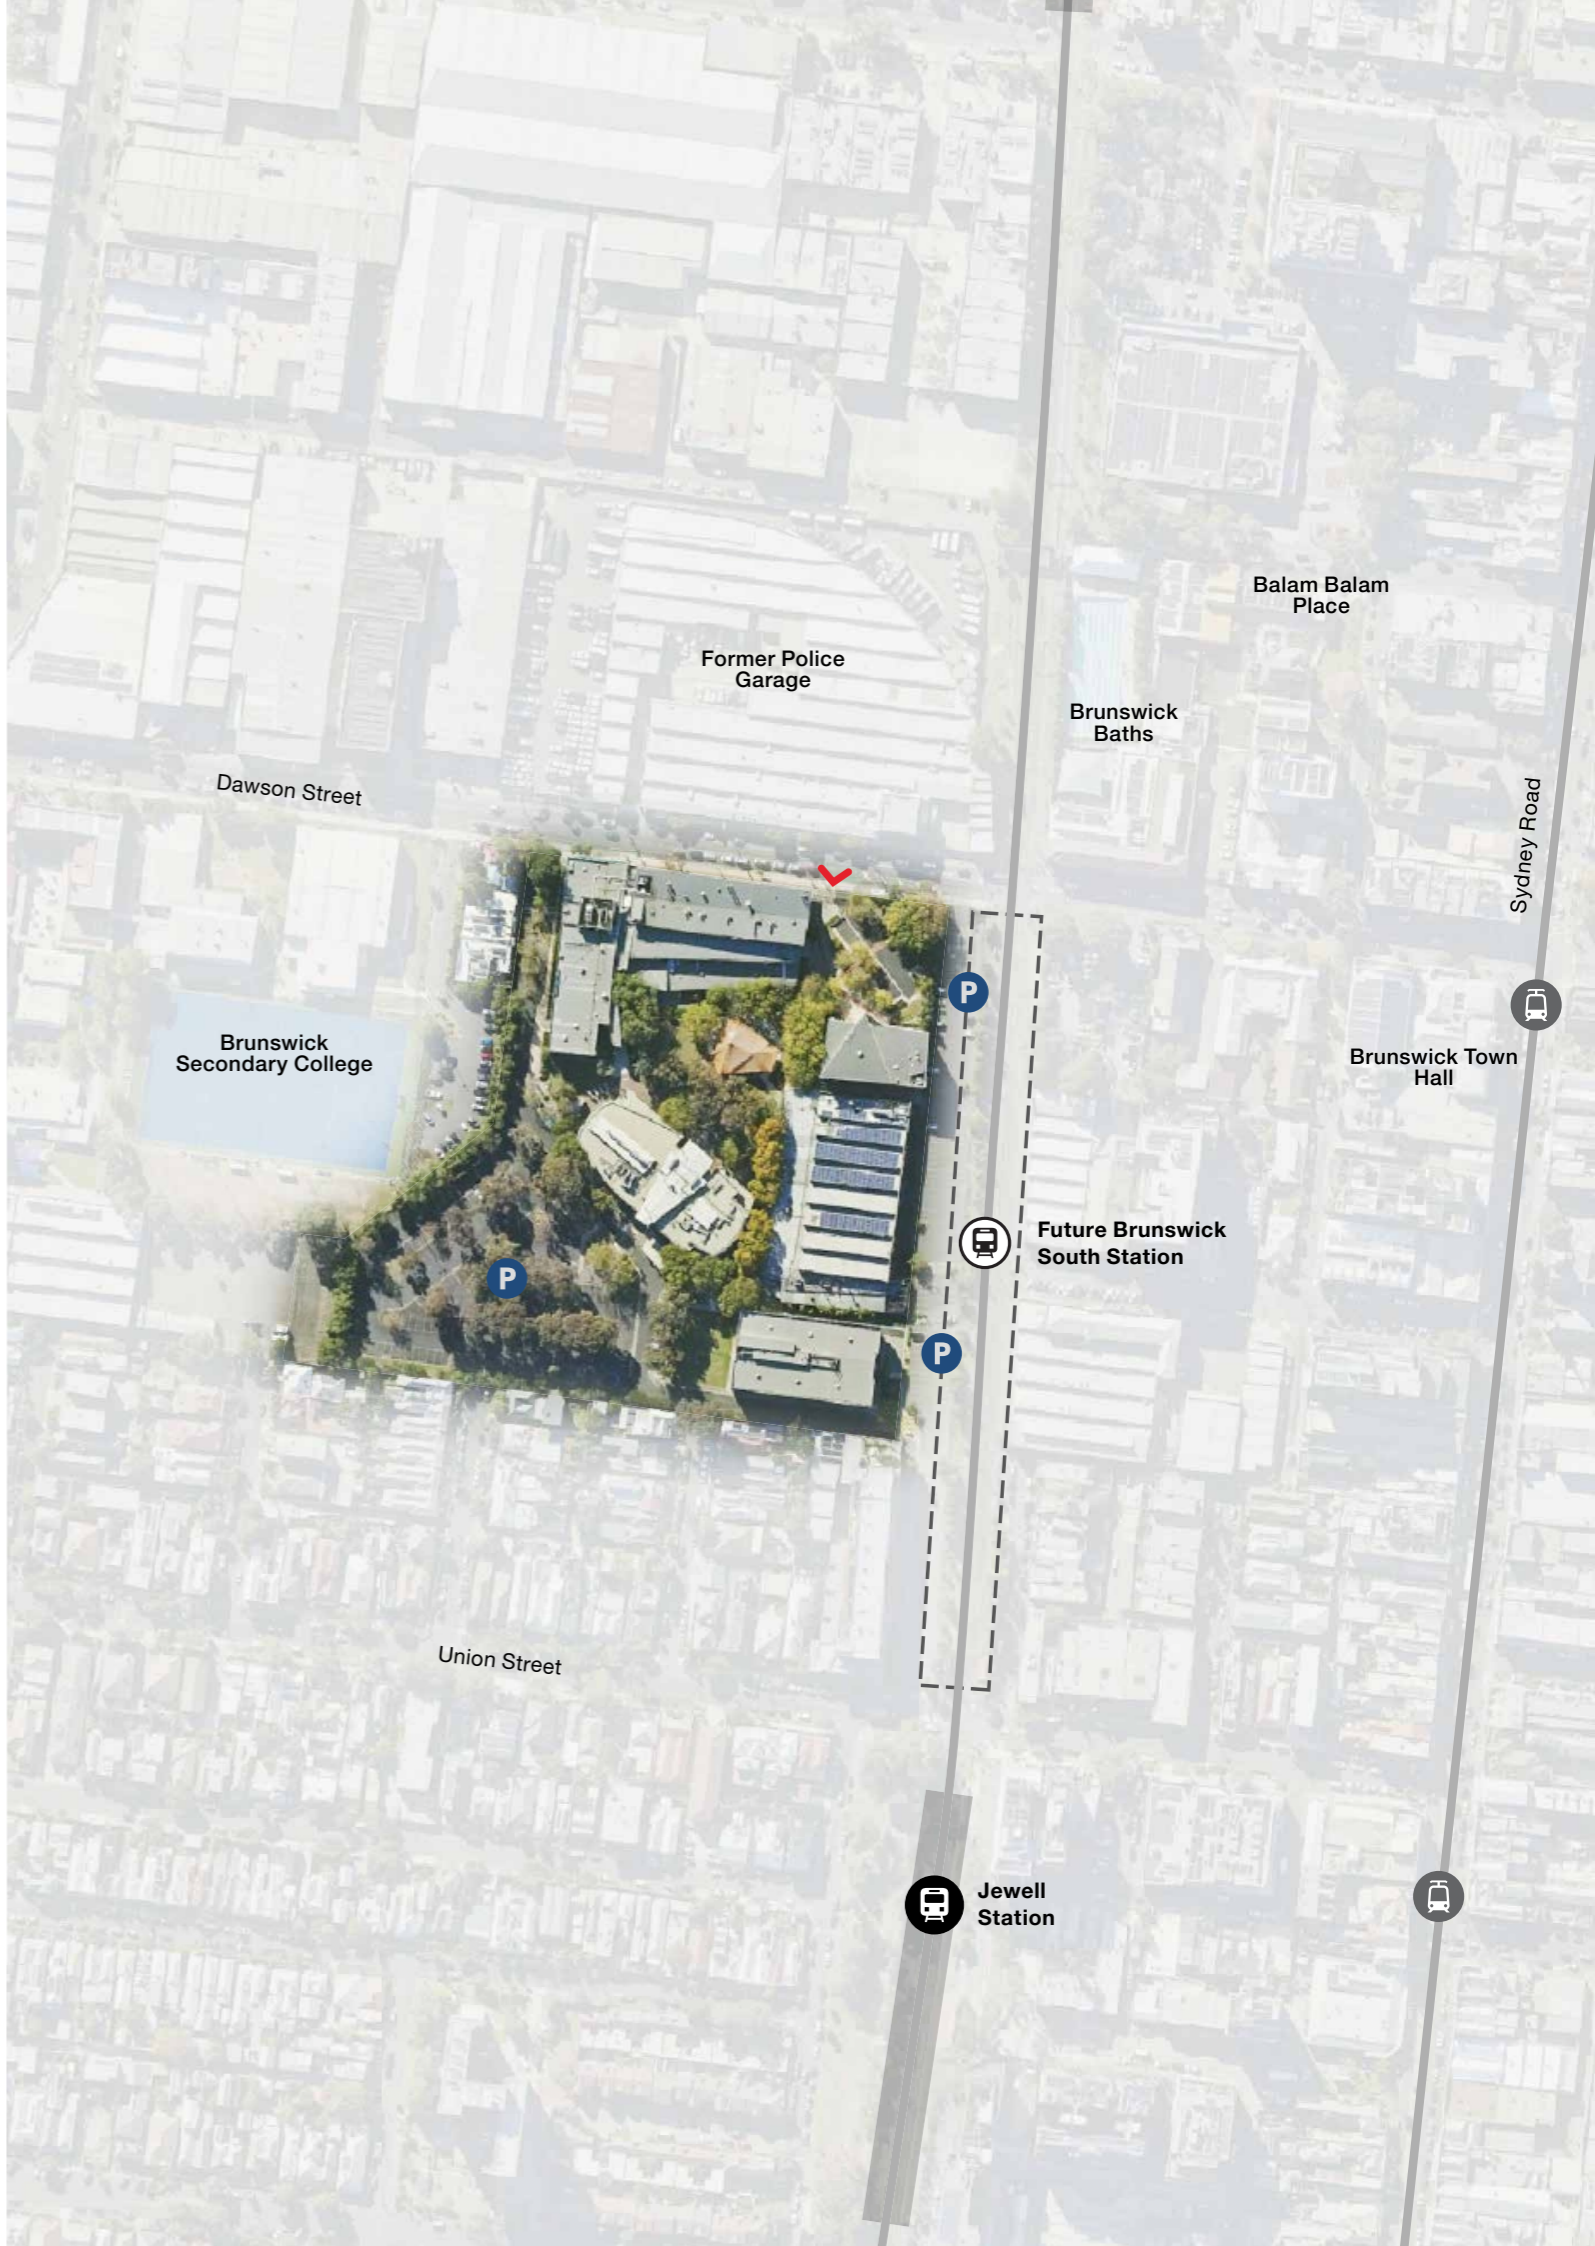 Balam Balam
Place
Former Police
Garage
Brunswick
Baths
Dawson Street
Sydney Road
P
Brunswick
Secondary College
Brunswick Town
Hall
Future Brunswick
South Station
P
P
Union Street
Jewell
Station